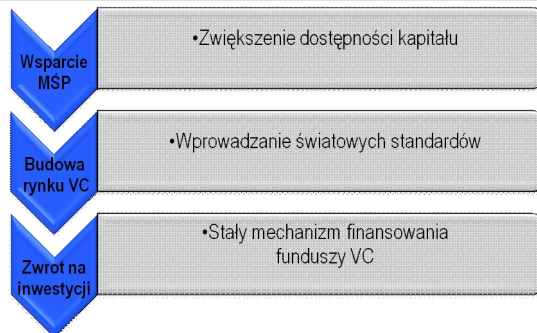 Wsparcie
MŚP
•Zwiększenie dostępności kapitału
Budowa
rynku VC
•Wprowadzanie światowych standardów
Zwrot na
inwestycji
•Stały mechanizm finansowania
funduszy VC